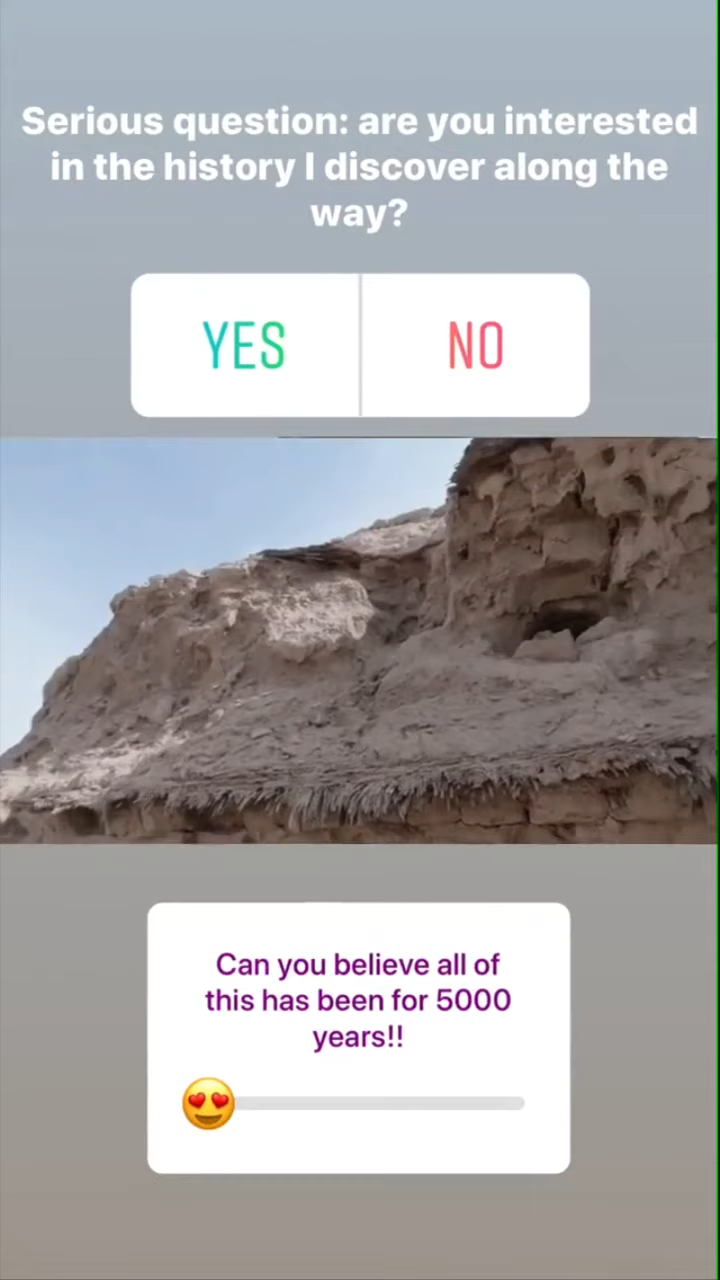 Serious question: are you interested
in the history I discover along the
way?
YES
NO
Can you believe all of
this has been for 5000
years!!